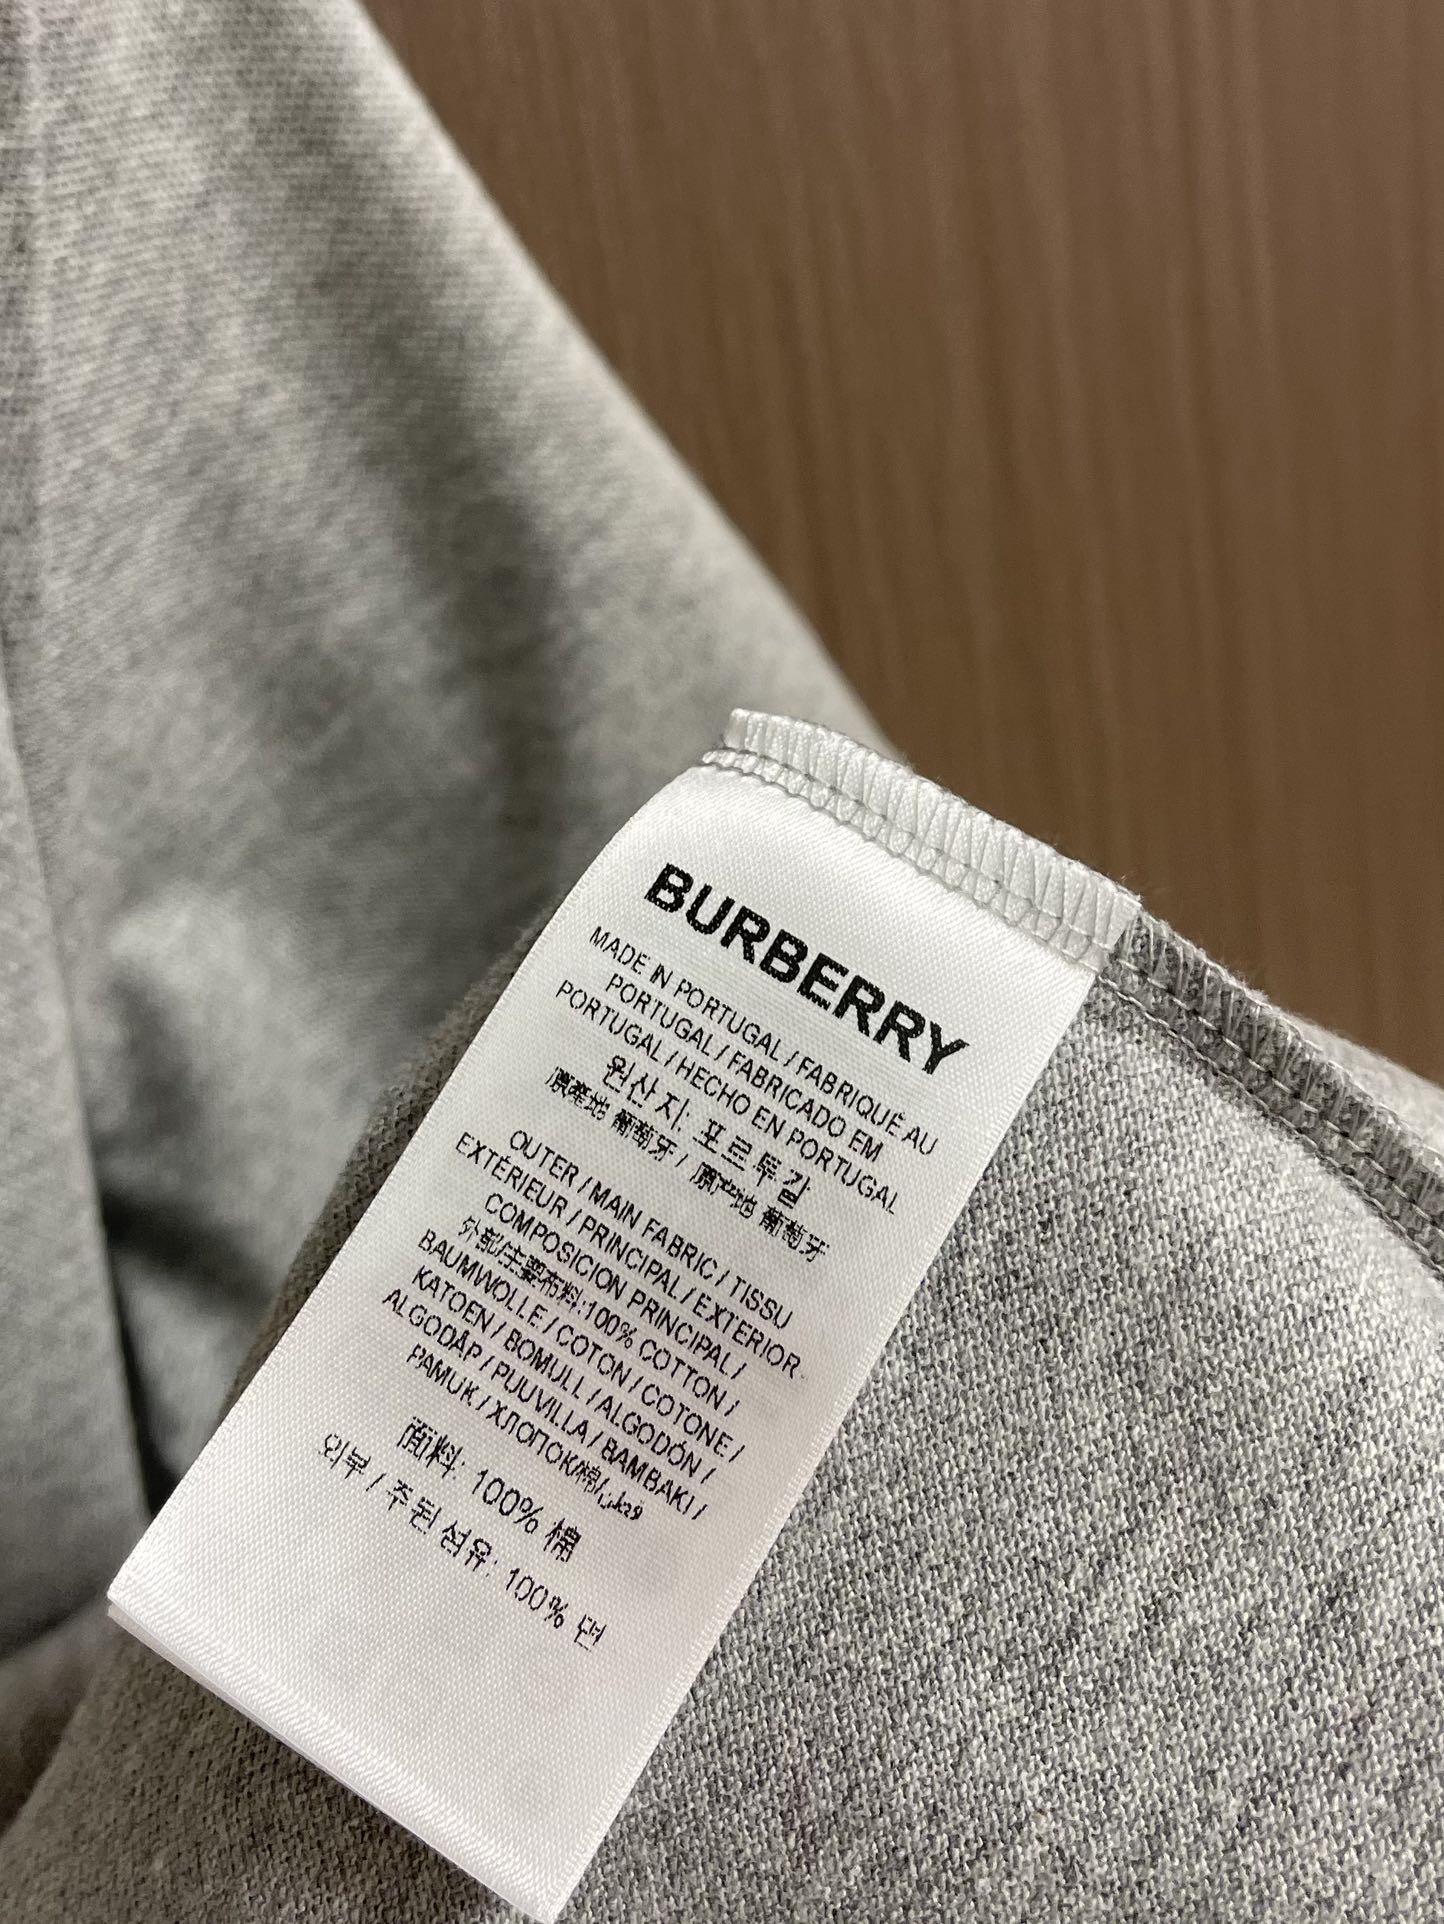 BURBERRY
MADE IN PORTUGAL / FABRIQUÉ AU
PORTUGAL / FABRICADO EM
PORTUGAL / HECHO EN PORTUGAL
원산지: 포르투갈
原產地 葡萄牙 / 原产地 葡萄牙
OUTER / MAIN FABRIC / TISSU
EXTÉRIEUR / PRINCIPAL / EXTERIOR-
COMPOSICION PRINCIPAL /
外部/主要布料:100% COTTON /
BAUMWOLLE / COTON / COTONE /
KATOEN / BOMULL / ALGODÓN /
ALGODÃP / PUUVILLA / BAMBAKI /
PAMUK / ХЛОПОК/棉/
面料: 100% 棉
외부 / 주된 섬유: 100% 면